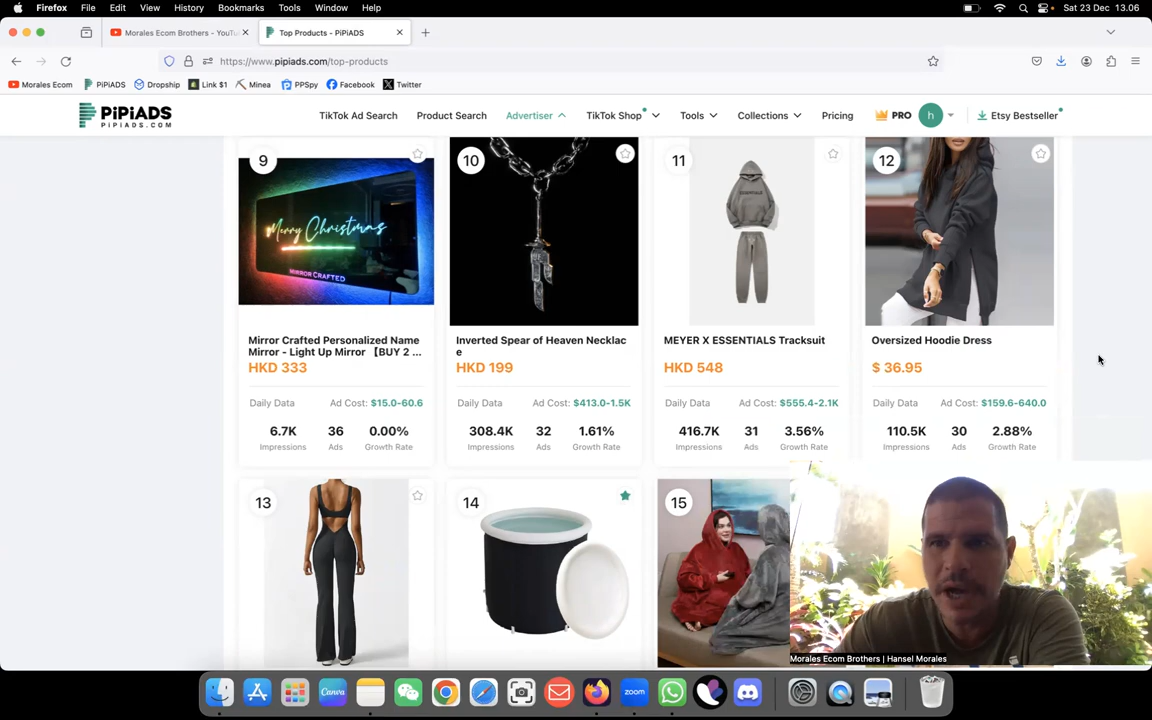 Firefox File Edit View History Bookmarks Tools Window Help Sat 23 Dec 13.06
Morales Ecom Brothers - YouTu
Top Products - PiPiADS
https://www.pipiads.com/top-products
Morales Ecom PiPiADS Dropship Link $1 Minea PPSpy Facebook Twitter
PiPiADS
PIPIADS.COM
TikTok Ad Search Product Search Advertiser TikTok Shop Tools Collections Pricing PRO h Etsy Bestseller
9
Merry Christmas
MIRROR CRAFTED
Mirror Crafted Personalized Name
Mirror - Light Up Mirror 【BUY 2 ...
HKD 333
Daily Data Ad Cost: $15.0-60.6
6.7K 36 0.00%
Impressions Ads Growth Rate
10
Inverted Spear of Heaven Necklac
e
HKD 199
Daily Data Ad Cost: $413.0-1.5K
308.4K 32 1.61%
Impressions Ads Growth Rate
11
ESSENTIALS
MEYER X ESSENTIALS Tracksuit
HKD 548
Daily Data Ad Cost: $555.4-2.1K
416.7K 31 3.56%
Impressions Ads Growth Rate
12
Oversized Hoodie Dress
$ 36.95
Daily Data Ad Cost: $159.6-640.0
110.5K 30 2.88%
Impressions Ads Growth Rate
13
14
15
Morales Ecom Brothers | Hansel Morales
Canva
zoom